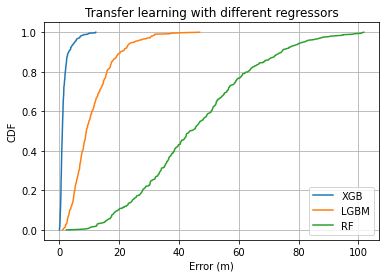 Transfer learning with different regressors
CDF
1.0
0.8
0.6
0.4
0.2
0.0
0 20 40 60 80 100
Error (m)
XGB
LGBM
RF